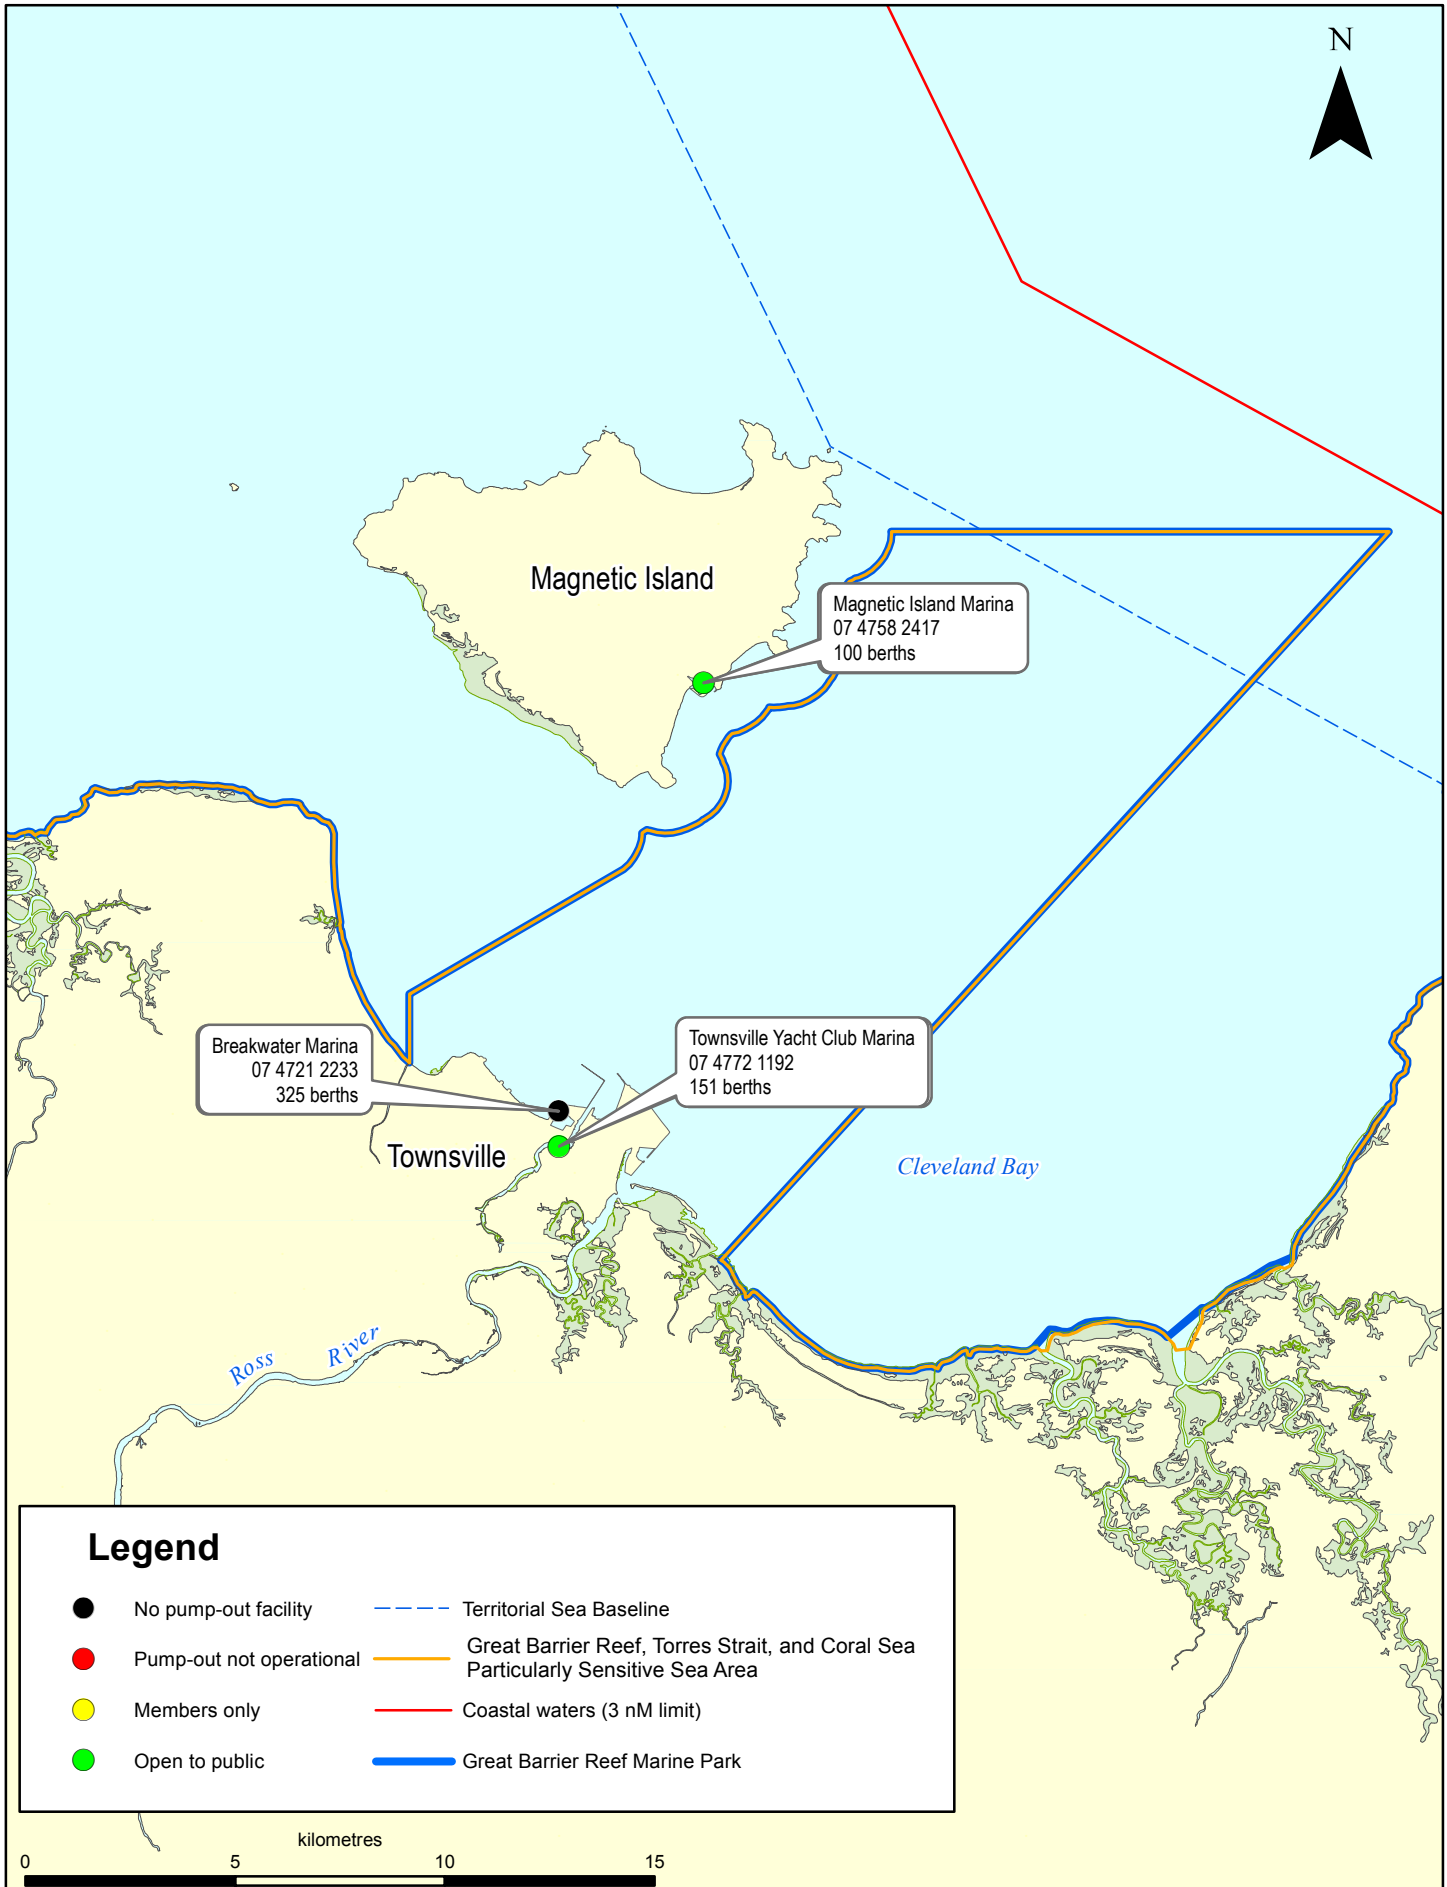 N
Magnetic Island
Magnetic Island Marina
07 4758 2417
100 berths
Breakwater Marina
07 4721 2233
325 berths
Townsville Yacht Club Marina
07 4772 1192
151 berths
Townsville
Cleveland Bay
Ross River
Legend
No pump-out facility
Pump-out not operational
Members only
Open to public
Territorial Sea Baseline
Great Barrier Reef, Torres Strait, and Coral Sea
Particularly Sensitive Sea Area
Coastal waters (3 nM limit)
Great Barrier Reef Marine Park
kilometres
0 5 10 15